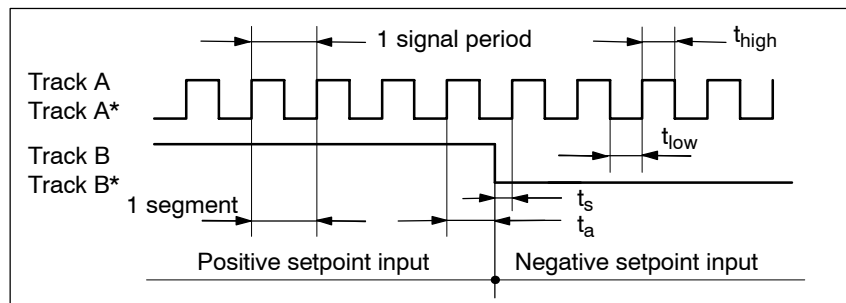 1 signal period
thigh
Track A
Track A*
tlow
Track B
Track B*
ts
1 segment
ta
Positive setpoint input
Negative setpoint input